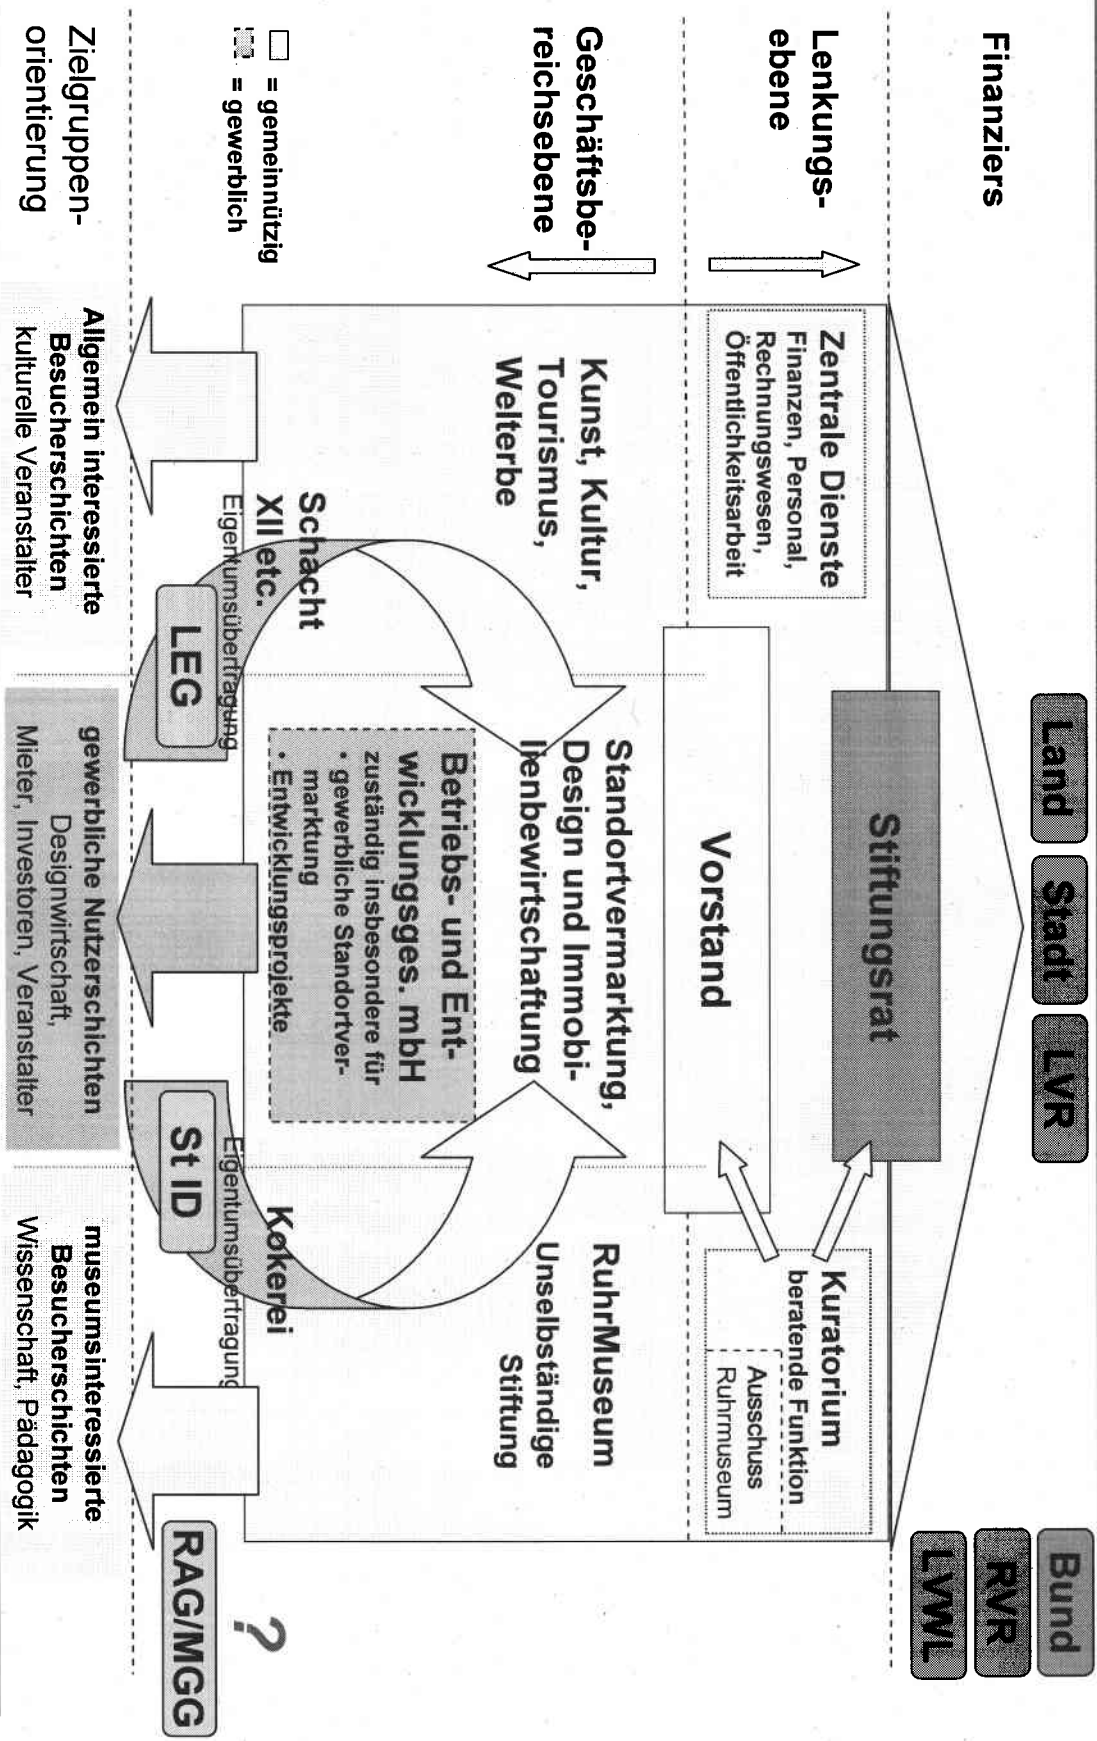 Finanziers
Land
Stadt
LVR
Bund
RVR
LVWL
Lenkungs-
ebene
Zentrale Dienste
Finanzen, Personal,
Rechnungswesen,
Öffentlichkeitsarbeit
Stiftungsrat
Vorstand
Kuratorium
beratende Funktion
Ausschuss
Ruhrmuseum
Geschäftsbe-
reichsebene
Kunst, Kultur,
Tourismus,
Welterbe
Standortvermarktung,
Design und Immobi-
lienbewirtschaftung
RuhrMuseum
Unselbständige
Stiftung
Betriebs- und Ent-
wicklungsges. mbH
zuständig insbesondere für
• gewerbliche Standortver-
marktung
• Entwicklungsprojekte
Schacht
XII etc.
Eigentumsübertragung
LEG
Kokerei
Eigentumsübertragung
St ID
?
RAG/MGG
= gemeinnützig
= gewerblich
Zielgruppen-
orientierung
Allgemein interessierte
Besucherschichten
kulturelle Veranstalter
gewerbliche Nutzerschichten
Designwirtschaft,
Mieter, Investoren, Veranstalter
museumsinteressierte
Besucherschichten
Wissenschaft, Pädagogik